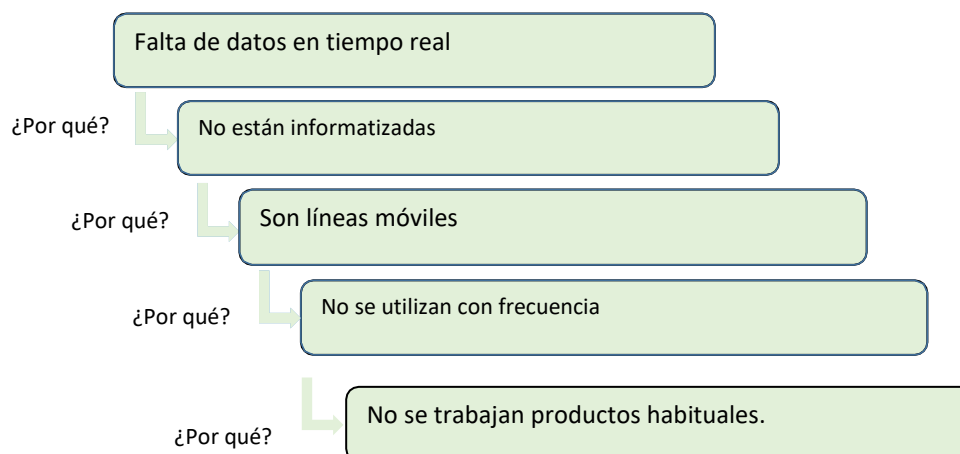 Falta de datos en tiempo real
¿Por qué?
No están informatizadas
¿Por qué?
Son líneas móviles
¿Por qué?
No se utilizan con frecuencia
¿Por qué?
No se trabajan productos habituales.